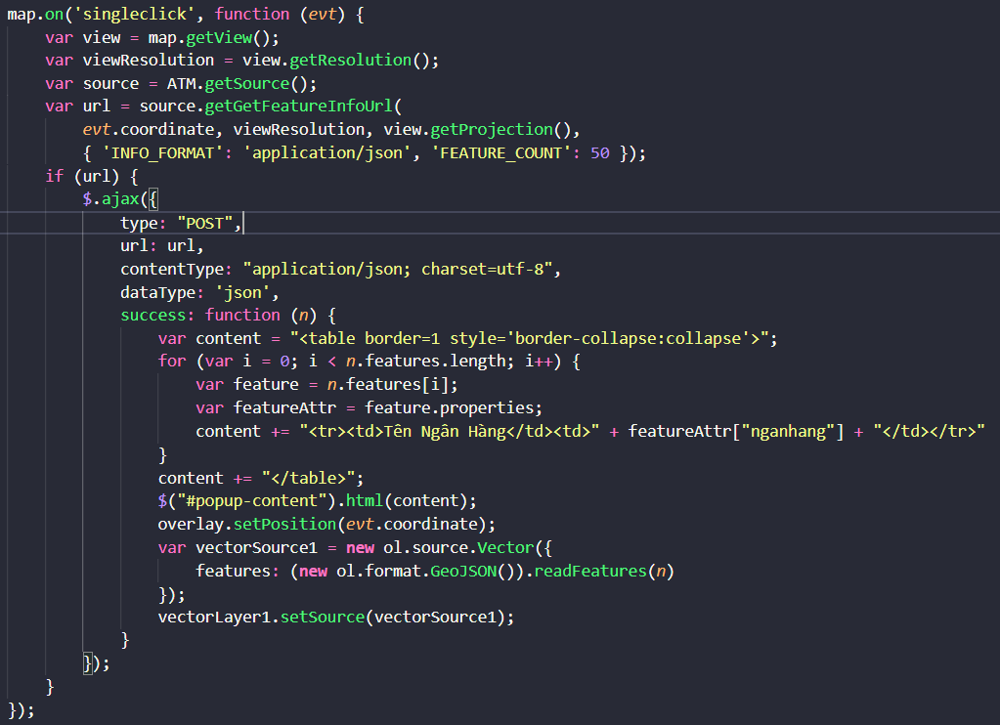 map.on('singleclick', function (evt) {
    var view = map.getView();
    var viewResolution = view.getResolution();
    var source = ATM.getSource();
    var url = source.getGetFeatureInfoUrl(
        evt.coordinate, viewResolution, view.getProjection(),
        { 'INFO_FORMAT': 'application/json', 'FEATURE_COUNT': 50 });
    if (url) {
        $.ajax({
            type: "POST",
            url: url,
            contentType: "application/json; charset=utf-8",
            dataType: 'json',
            success: function (n) {
                var content = "<table border=1 style='border-collapse:collapse'>";
                for (var i = 0; i < n.features.length; i++) {
                    var feature = n.features[i];
                    var featureAttr = feature.properties;
                    content += "<tr><td>Tên Ngân Hàng</td><td>" + featureAttr["nganhang"] + "</td></tr>"
                }
                content += "</table>";
                $("#popup-content").html(content);
                overlay.setPosition(evt.coordinate);
                var vectorSource1 = new ol.source.Vector({
                    features: (new ol.format.GeoJSON()).readFeatures(n)
                });
                vectorLayer1.setSource(vectorSource1);
            }
        });
    }
});